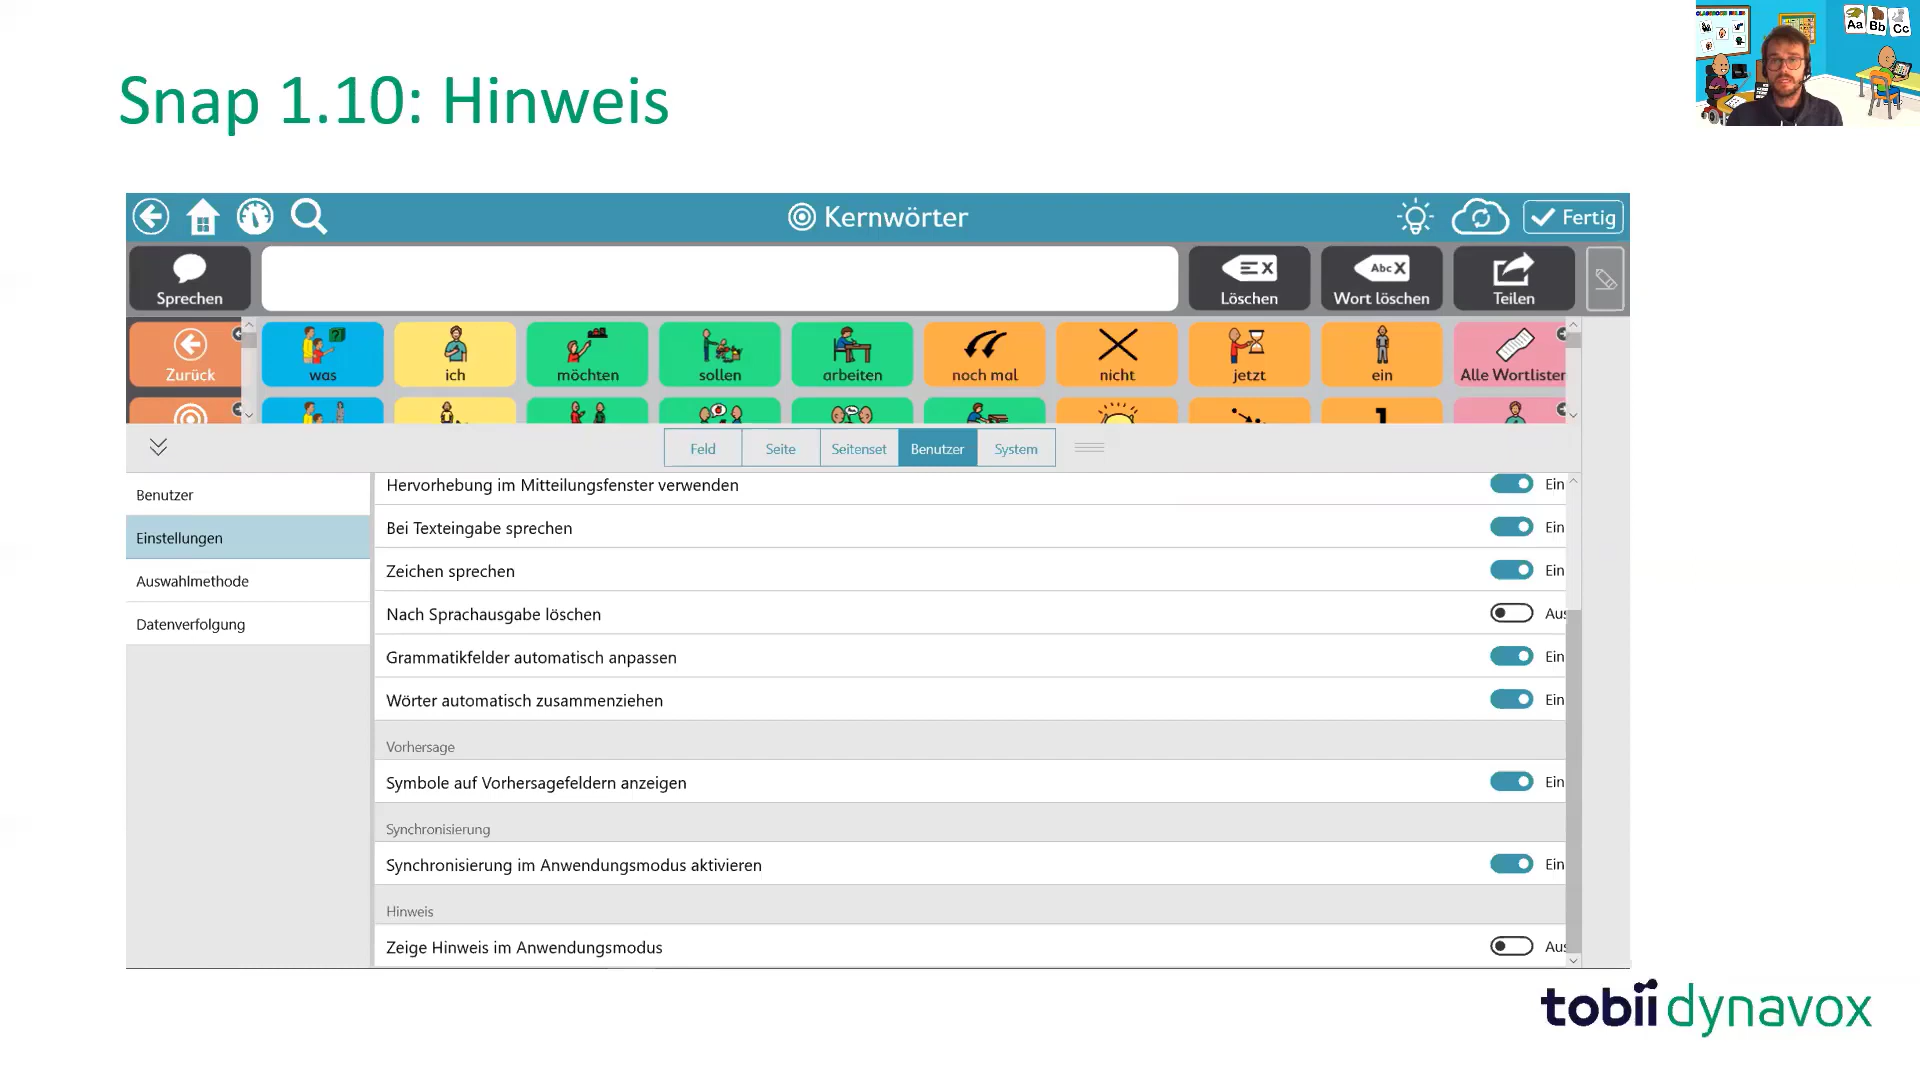 Snap 1.10: Hinweis
Aa Bb Cc
Kernwörter
Fertig
Sprechen
Löschen
Abc
Wort löschen
Teilen
Zurück
was
ich
möchten
sollen
arbeiten
noch mal
nicht
jetzt
ein
Alle Wortlisten
Feld
Seite
Seitenset
Benutzer
System
Benutzer
Einstellungen
Auswahlmethode
Datenverfolgung
Hervorhebung im Mitteilungsfenster verwenden Ein
Bei Texteingabe sprechen Ein
Zeichen sprechen Ein
Nach Sprachausgabe löschen Aus
Grammatikfelder automatisch anpassen Ein
Wörter automatisch zusammenziehen Ein
Vorhersage
Symbole auf Vorhersagefeldern anzeigen Ein
Synchronisierung
Synchronisierung im Anwendungsmodus aktivieren Ein
Hinweis
Zeige Hinweis im Anwendungsmodus Aus
tobii dynavox